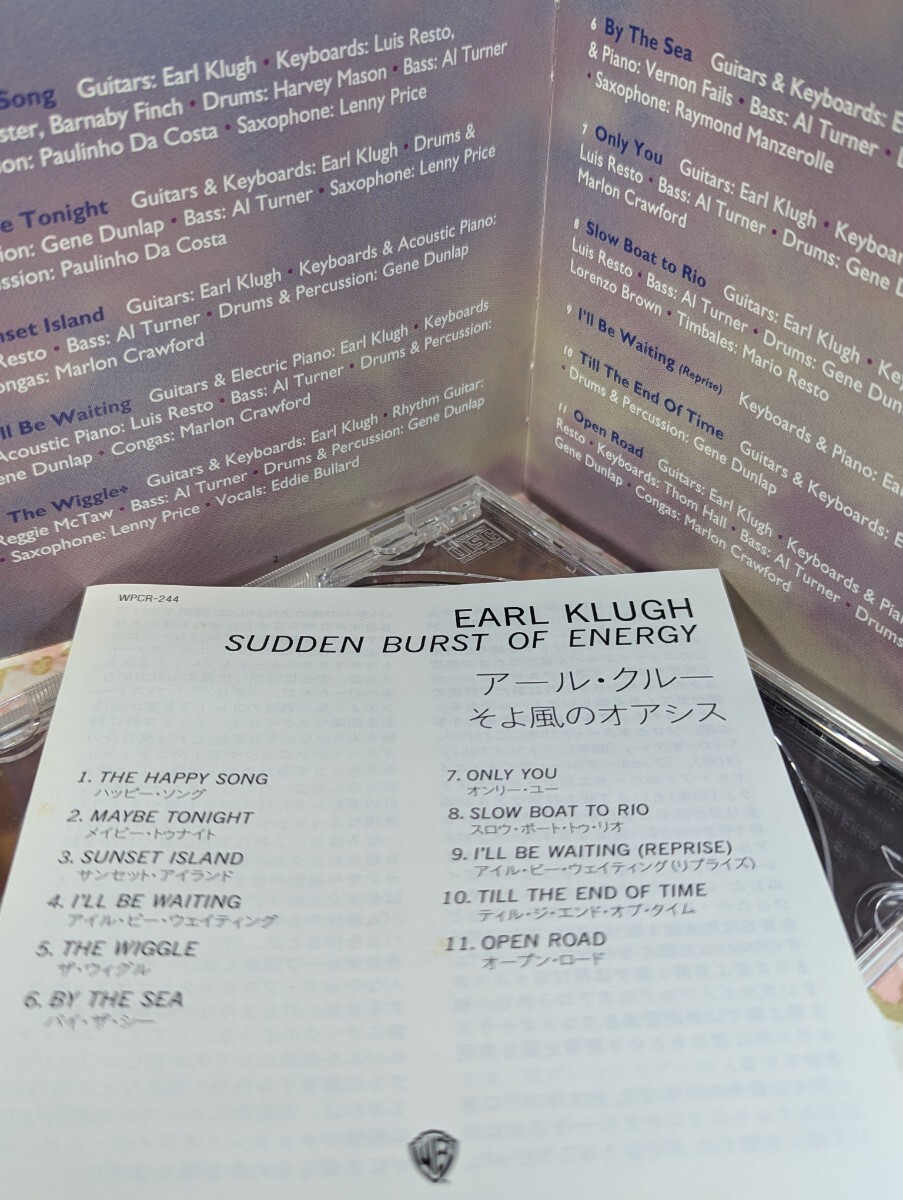 Song Guitars: Earl Klugh • Keyboards: Luis Resto,
ster, Barnaby Finch • Drums: Harvey Mason • Bass: Al Turner
ion: Paulinho Da Costa • Saxophone: Lenny Price
e Tonight Guitars & Keyboards: Earl Klugh • Drums &
ion: Gene Dunlap • Bass: Al Turner • Saxophone: Lenny Price
ussion: Paulinho Da Costa
nset Island Guitars: Earl Klugh • Keyboards & Acoustic Piano:
Resto • Bass: Al Turner • Drums & Percussion: Gene Dunlap
ongas: Marlon Crawford
ll Be Waiting Guitars & Electric Piano: Earl Klugh • Keyboards
Acoustic Piano: Luis Resto • Bass: Al Turner • Drums & Percussion:
ene Dunlap • Congas: Marlon Crawford
The Wiggle+ Guitars & Keyboards: Earl Klugh • Rhythm Guitar:
Reggie McTaw • Bass: Al Turner • Drums & Percussion: Gene Dunlap
• Saxophone: Lenny Price • Vocals: Eddie Bullard
2
6 By The Sea Guitars & Keyboards: E
& Piano: Vernon Fails • Bass: Al Turner •
• Saxophone: Raymond Manzerolle
7 Only You Guitars: Earl Klugh • Keyboard
Luis Resto • Bass: Al Turner • Drums: Gene D
Marlon Crawford
8 Slow Boat to Rio Guitars: Earl Klugh • Ke
Luis Resto • Bass: Al Turner • Drums: Gene Dun
Lorenzo Brown • Timbales: Mario Resto
9 I'll Be Waiting (Reprise) Keyboards & Piano: Ear
10 Till The End Of Time Guitars & Keyboards: E
• Drums & Percussion: Gene Dunlap
11 Open Road Guitars: Earl Klugh • Keyboards & Pian
Resto • Keyboards: Thom Hall • Bass: Al Turner • Drums
Gene Dunlap • Congas: Marlon Crawford
WPCR-244
EARL KLUGH
SUDDEN BURST OF ENERGY
アール・クルー
そよ風のオアシス
1. THE HAPPY SONG
ハッピー・ソング
2. MAYBE TONIGHT
メイビー・トゥナイト
3. SUNSET ISLAND
サンセット・アイランド
4. I'LL BE WAITING
アイル・ビー・ウェイティング
5. THE WIGGLE
ザ・ウィグル
6. BY THE SEA
バイ・ザ・シー
7. ONLY YOU
オンリー・ユー
8. SLOW BOAT TO RIO
スロウ・ボート・トゥ・リオ
9. I'LL BE WAITING (REPRISE)
アイル・ビー・ウェイティング(リプライズ)
10. TILL THE END OF TIME
ティル・ジ・エンド・オブ・タイム
11. OPEN ROAD
オープン・ロード